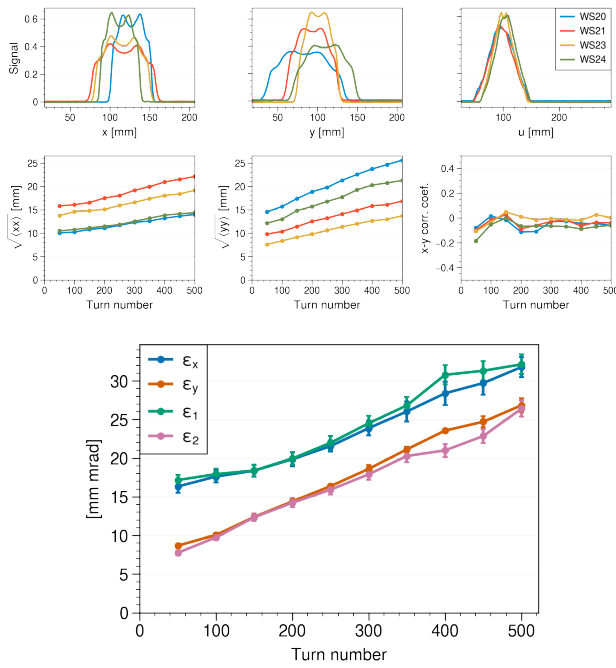 Signal
0.6
0.4
0.2
0
50
100
150
200
x [mm]
50
100
150
200
y [mm]
100
200
u [mm]
WS20
WS21
WS23
WS24
√⟨xx⟩ [mm]
25
20
15
10
5
0
0 100 200 300 400 500
Turn number
√⟨yy⟩ [mm]
25
20
15
10
5
0
0 100 200 300 400 500
Turn number
x-y corr. coef.
0.4
0.2
0
−0.2
−0.4
0 100 200 300 400 500
Turn number
εx
εy
ε1
ε2
[mm mrad]
30
25
20
15
10
5
0
0 100 200 300 400 500
Turn number